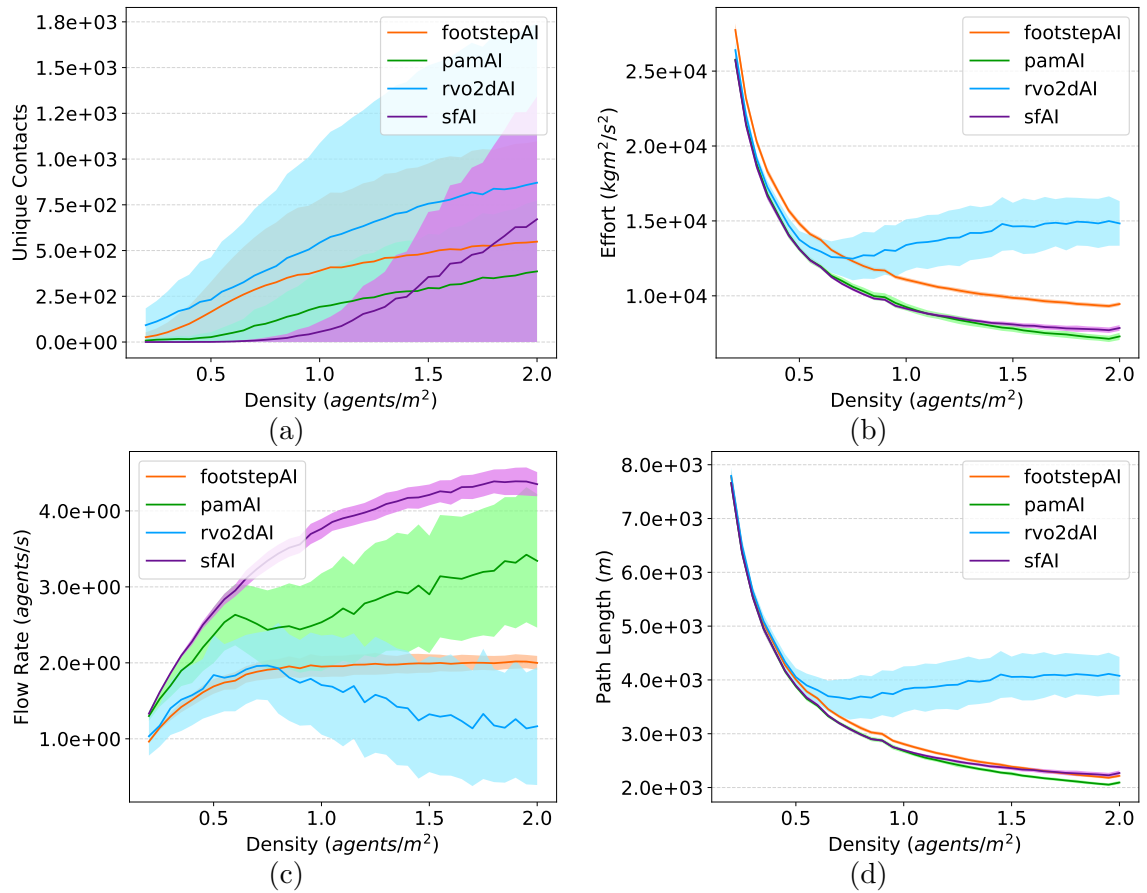 1.8e+03
1.5e+03
1.2e+03
1.0e+03
7.5e+02
5.0e+02
2.5e+02
0.0e+00
Unique Contacts
footstepAI
pamAI
rvo2dAI
sfAI
0.5 1.0 1.5 2.0
Density (agents/m²)
(a)
2.5e+04
2.0e+04
1.5e+04
1.0e+04
Effort (kgm²/s²)
footstepAI
pamAI
rvo2dAI
sfAI
0.5 1.0 1.5 2.0
Density (agents/m²)
(b)
4.0e+00
3.0e+00
2.0e+00
1.0e+00
Flow Rate (agents/s)
footstepAI
pamAI
rvo2dAI
sfAI
0.5 1.0 1.5 2.0
Density (agents/m²)
(c)
8.0e+03
7.0e+03
6.0e+03
5.0e+03
4.0e+03
3.0e+03
2.0e+03
Path Length (m)
footstepAI
pamAI
rvo2dAI
sfAI
0.5 1.0 1.5 2.0
Density (agents/m²)
(d)